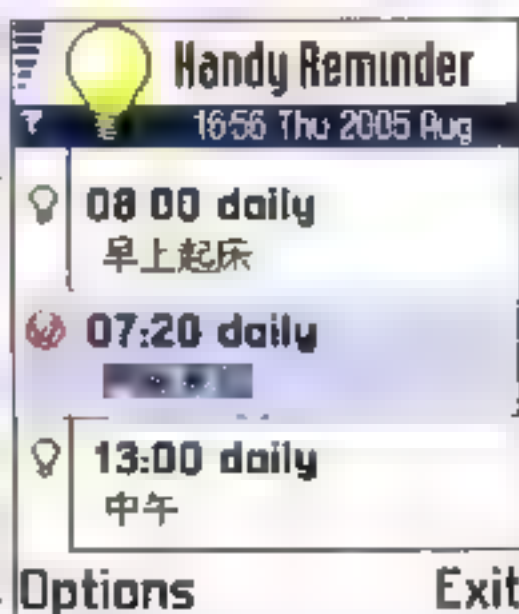 Handy Reminder
16:56 Thu 2005 Aug
08:00 daily
早上起床
07:20 daily
13:00 daily
中午
Options Exit